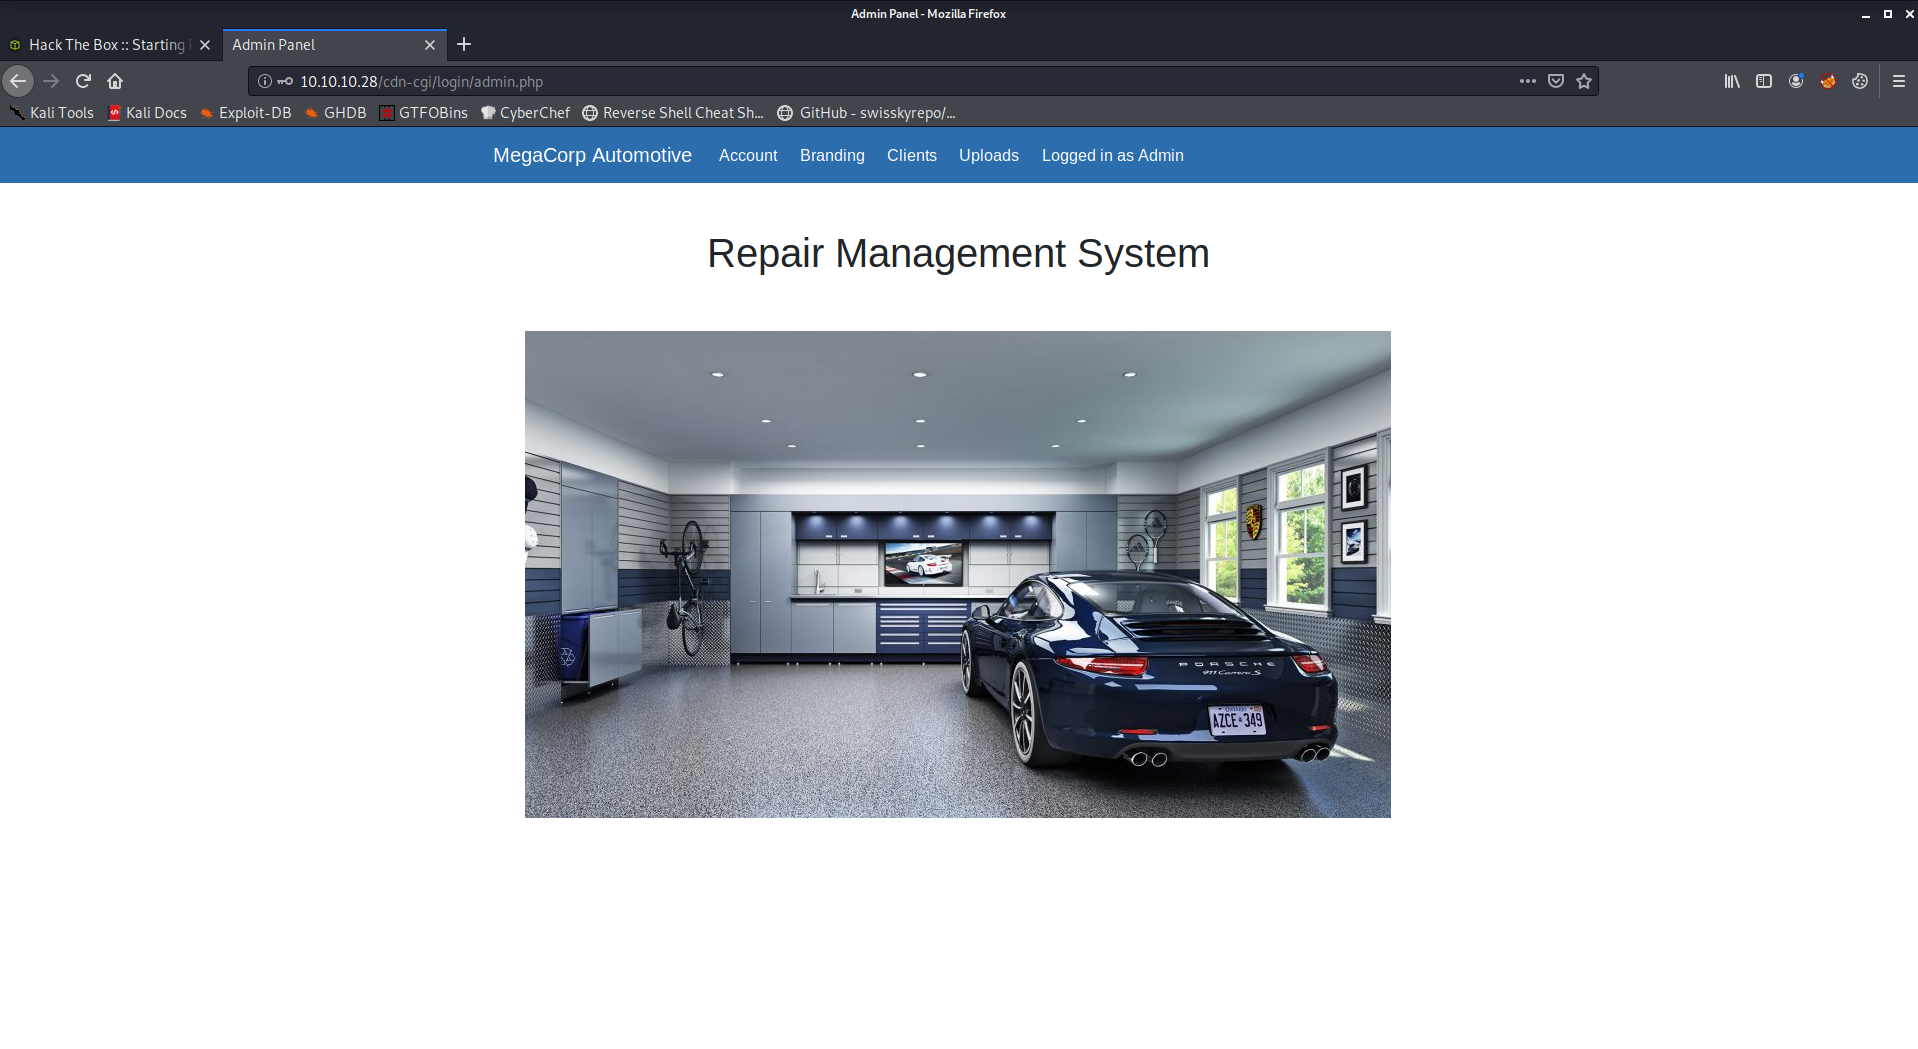 Admin Panel - Mozilla Firefox
Hack The Box :: Starting
Admin Panel
10.10.10.28/cdn-cgi/login/admin.php
Kali Tools Kali Docs Exploit-DB GHDB GTFOBins CyberChef Reverse Shell Cheat Sh... GitHub - swisskyrepo/...
MegaCorp Automotive Account Branding Clients Uploads Logged in as Admin
Repair Management System
PORSCHE
911 Carrera S
ONTARIO
AZCE 349